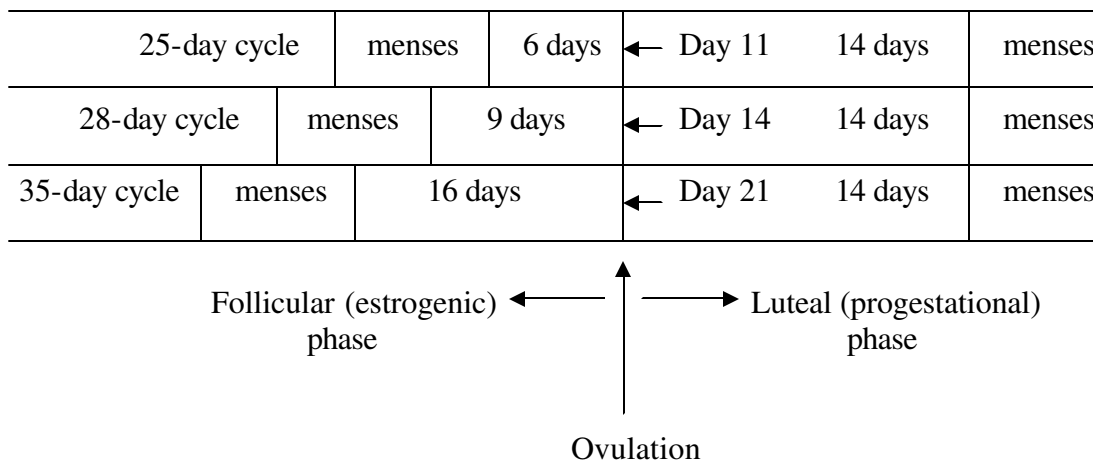 25-day cycle menses 6 days Day 11 14 days menses
28-day cycle menses 9 days Day 14 14 days menses
35-day cycle menses 16 days Day 21 14 days menses
Follicular (estrogenic)
phase
Luteal (progestational)
phase
Ovulation